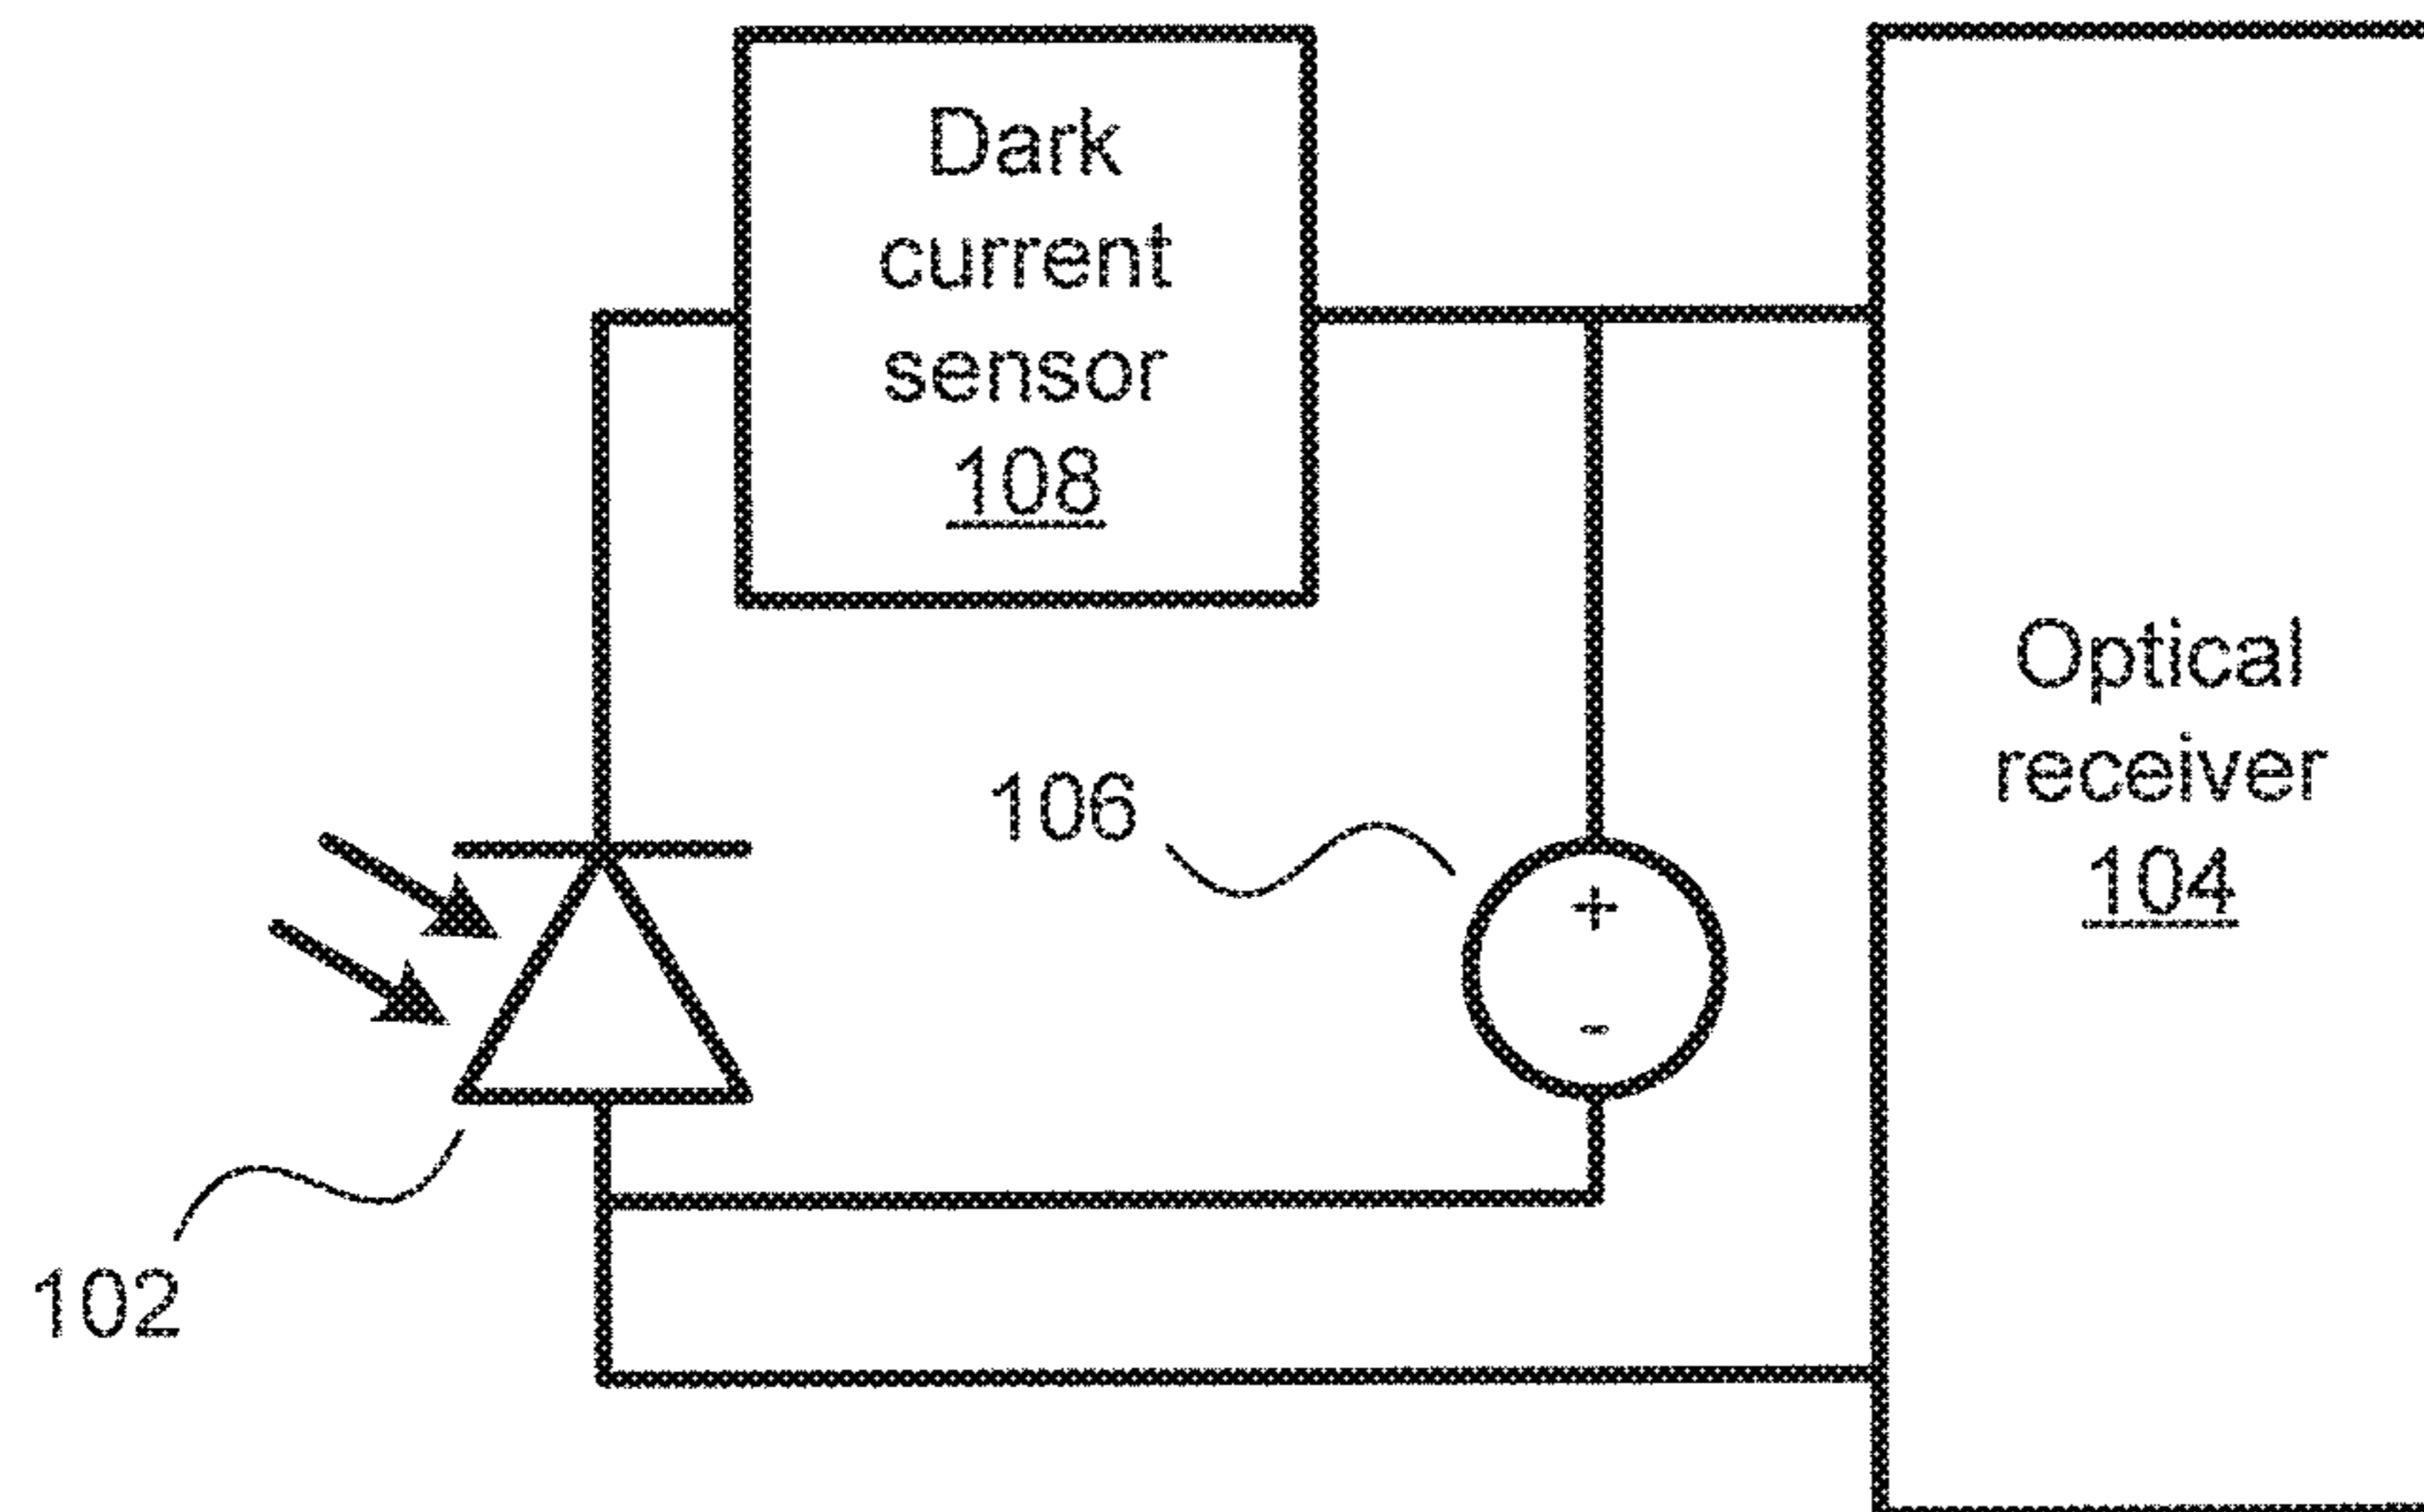 Dark
current
sensor
108
Optical
receiver
104
106
+
-
102